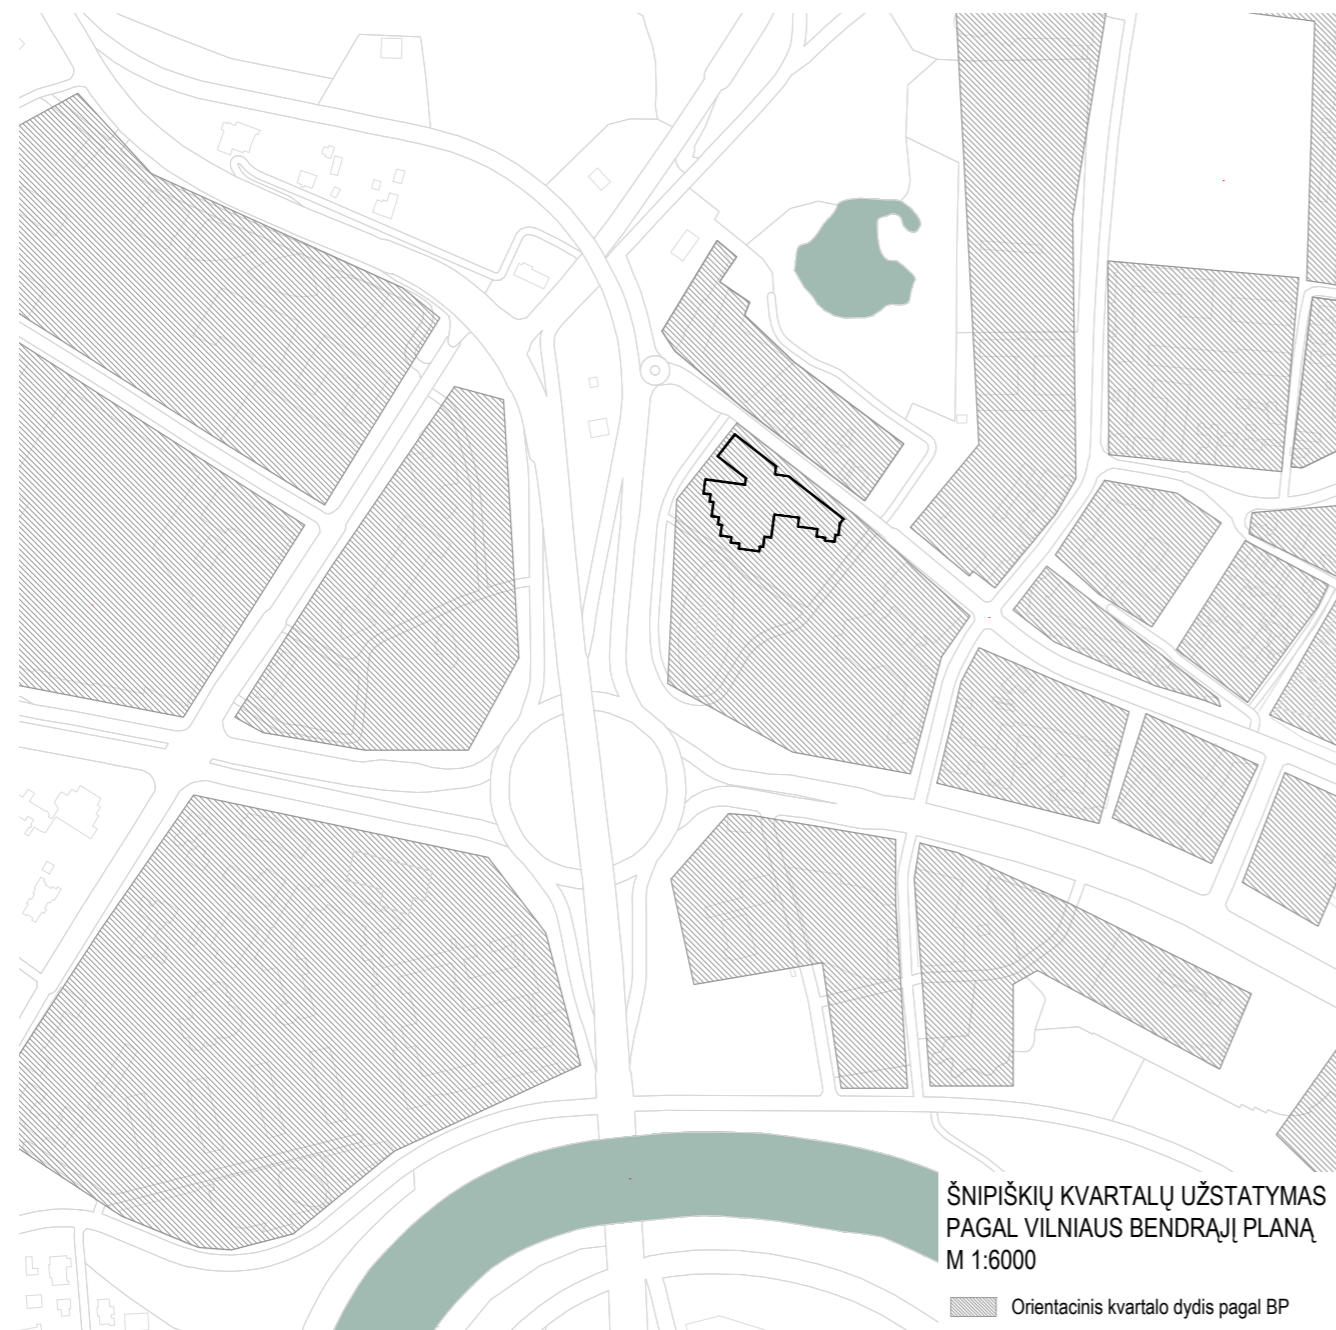 ŠNIPIŠKIŲ KVARTALŲ UŽSTATYMAS
PAGAL VILNIAUS BENDRĄJĮ PLANĄ
M 1:6000
Orientacinis kvartalo dydis pagal BP